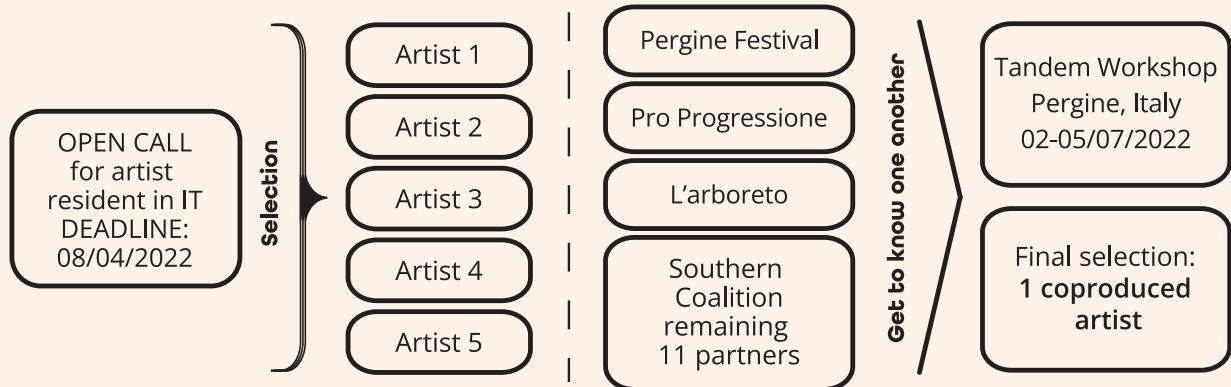 OPEN CALL
for artist
resident in IT
DEADLINE:
08/04/2022
Selection
Artist 1
Artist 2
Artist 3
Artist 4
Artist 5
Pergine Festival
Pro Progressione
L'arboreto
Southern
Coalition
remaining
11 partners
Get to know one another
Tandem Workshop
Pergine, Italy
02-05/07/2022
Final selection:
1 coproduced
artist